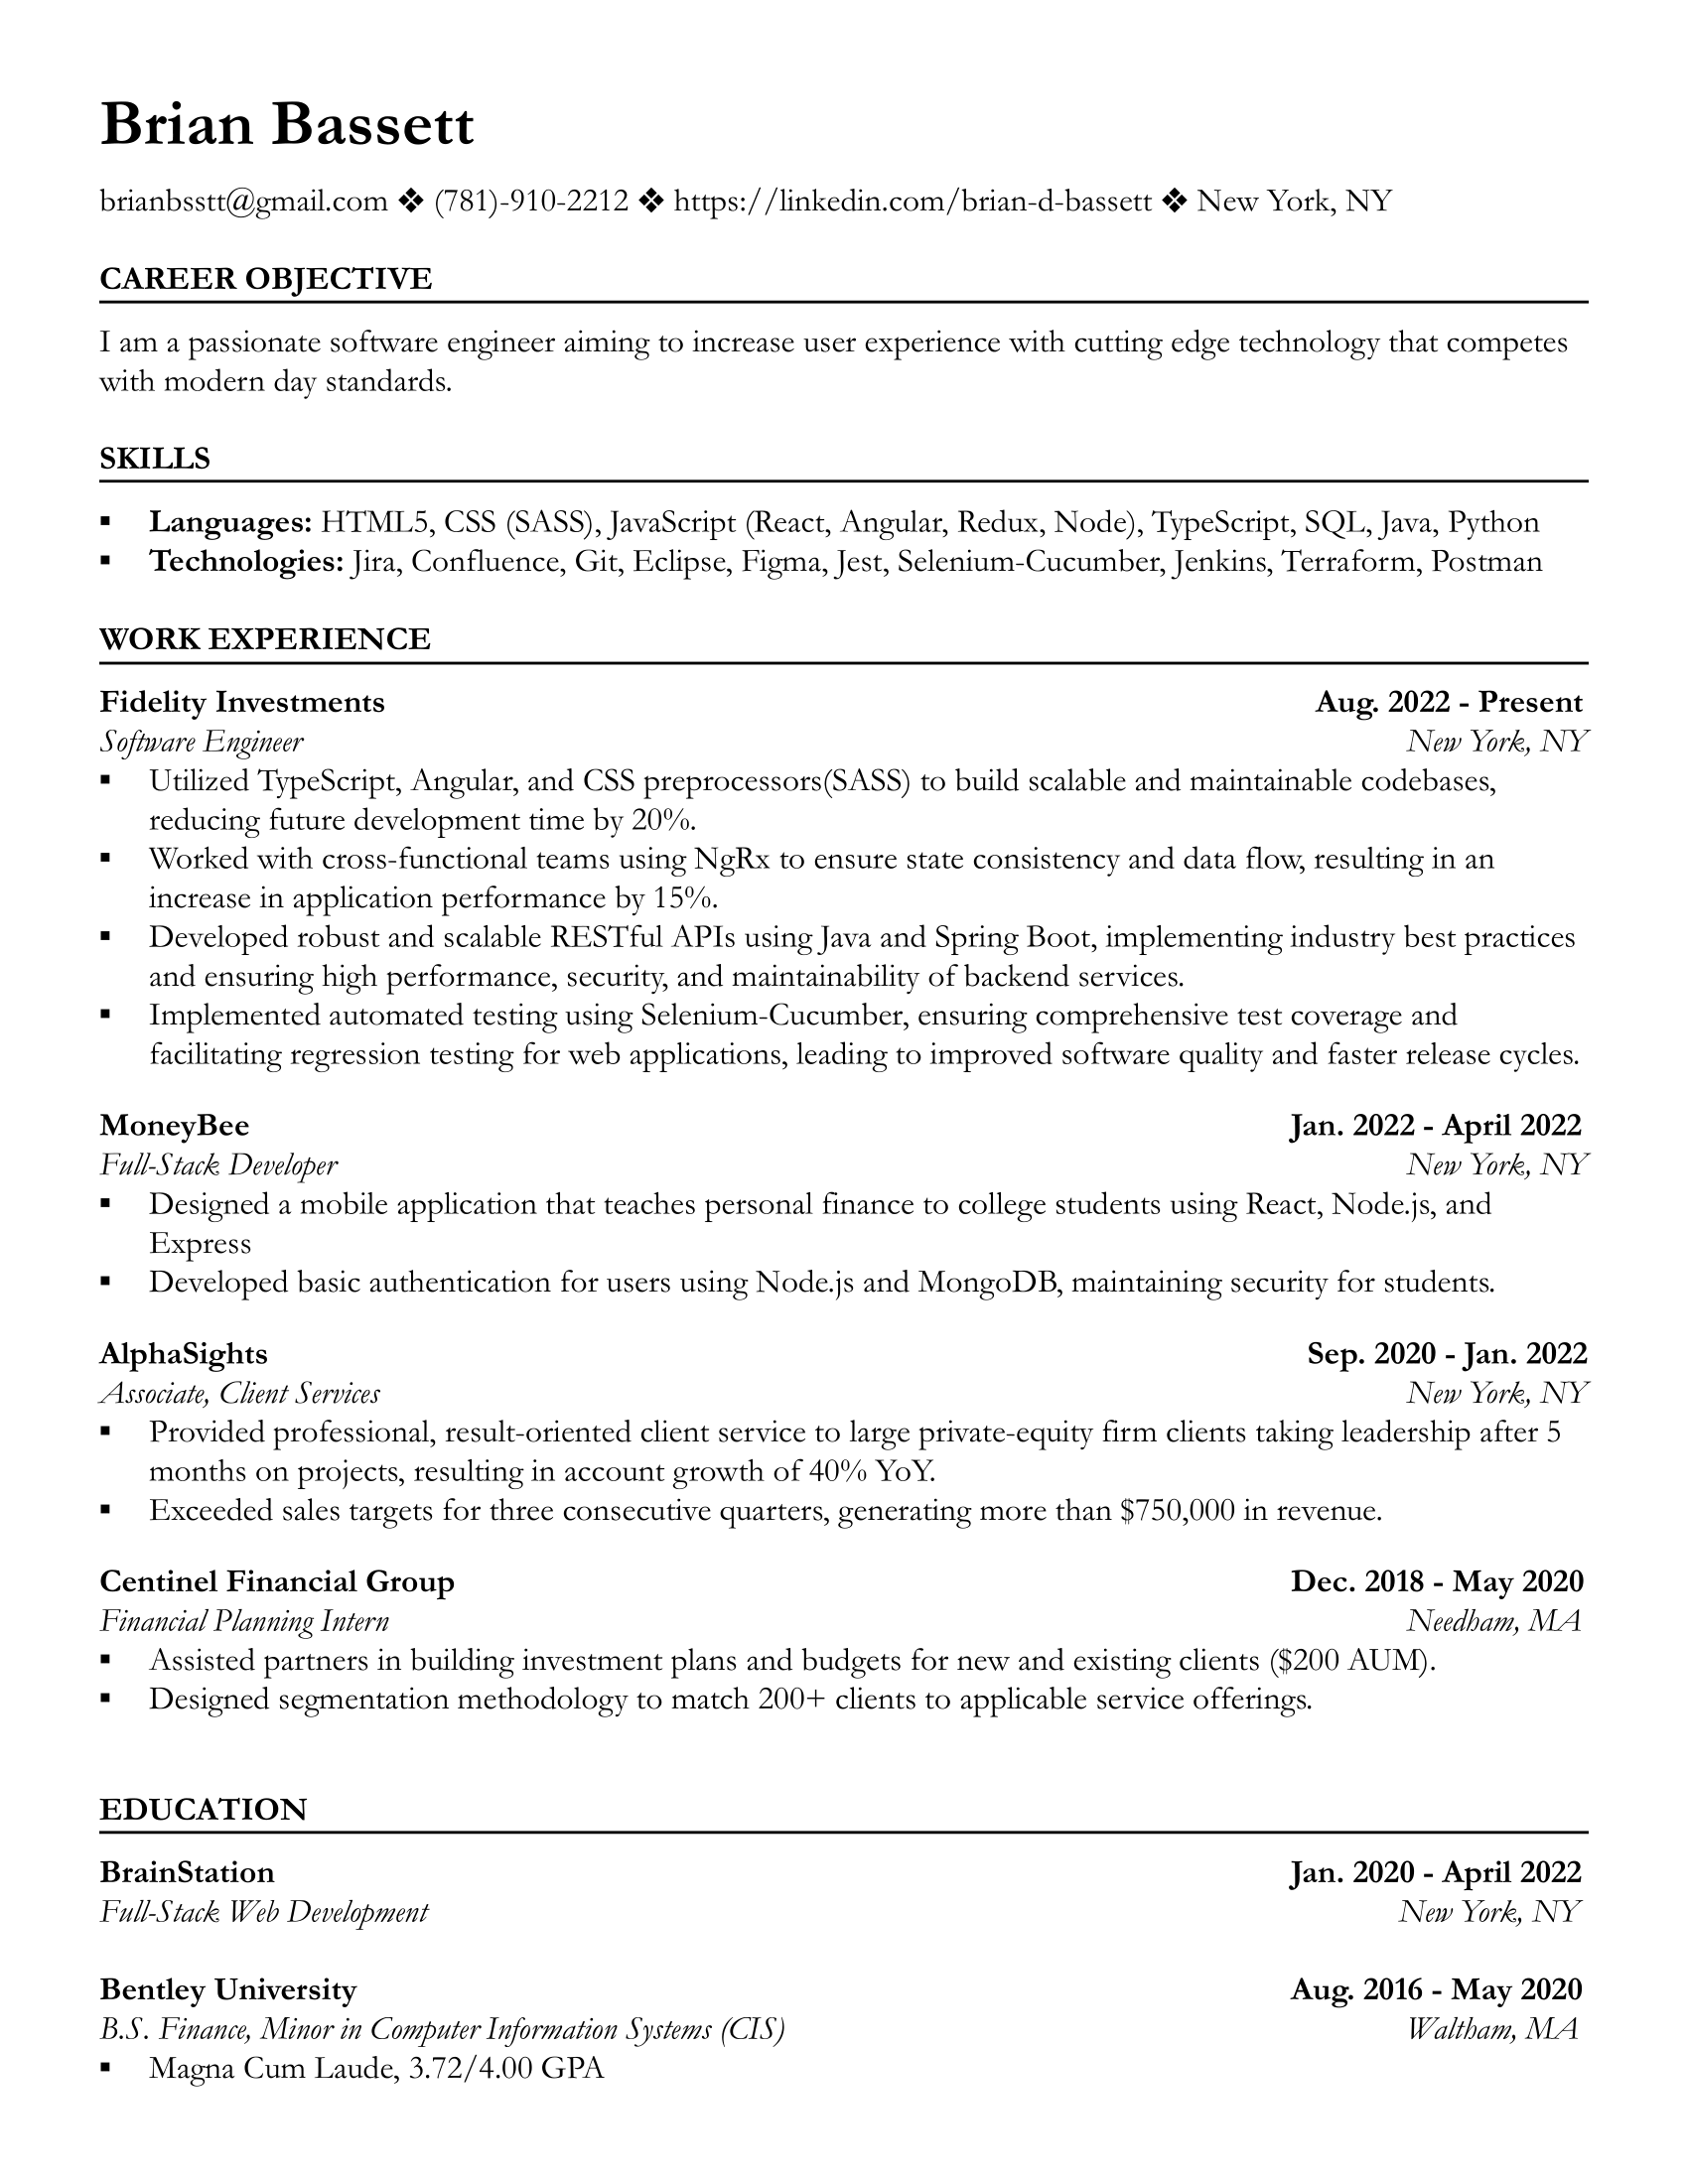 Brian Bassett
brianbsstt@gmail.com ❖ (781)-910-2212 ❖ https://linkedin.com/brian-d-bassett ❖ New York, NY
CAREER OBJECTIVE
I am a passionate software engineer aiming to increase user experience with cutting edge technology that competes
with modern day standards.
SKILLS
▪ Languages: HTML5, CSS (SASS), JavaScript (React, Angular, Redux, Node), TypeScript, SQL, Java, Python
▪ Technologies: Jira, Confluence, Git, Eclipse, Figma, Jest, Selenium-Cucumber, Jenkins, Terraform, Postman
WORK EXPERIENCE
Fidelity Investments Aug. 2022 - Present
Software Engineer New York, NY
▪ Utilized TypeScript, Angular, and CSS preprocessors(SASS) to build scalable and maintainable codebases,
reducing future development time by 20%.
▪ Worked with cross-functional teams using NgRx to ensure state consistency and data flow, resulting in an
increase in application performance by 15%.
▪ Developed robust and scalable RESTful APIs using Java and Spring Boot, implementing industry best practices
and ensuring high performance, security, and maintainability of backend services.
▪ Implemented automated testing using Selenium-Cucumber, ensuring comprehensive test coverage and
facilitating regression testing for web applications, leading to improved software quality and faster release cycles.
MoneyBee Jan. 2022 - April 2022
Full-Stack Developer New York, NY
▪ Designed a mobile application that teaches personal finance to college students using React, Node.js, and
Express
▪ Developed basic authentication for users using Node.js and MongoDB, maintaining security for students.
AlphaSights Sep. 2020 - Jan. 2022
Associate, Client Services New York, NY
▪ Provided professional, result-oriented client service to large private-equity firm clients taking leadership after 5
months on projects, resulting in account growth of 40% YoY.
▪ Exceeded sales targets for three consecutive quarters, generating more than $750,000 in revenue.
Centinel Financial Group Dec. 2018 - May 2020
Financial Planning Intern Needham, MA
▪ Assisted partners in building investment plans and budgets for new and existing clients ($200 AUM).
▪ Designed segmentation methodology to match 200+ clients to applicable service offerings.
EDUCATION
BrainStation Jan. 2020 - April 2022
Full-Stack Web Development New York, NY
Bentley University Aug. 2016 - May 2020
B.S. Finance, Minor in Computer Information Systems (CIS) Waltham, MA
▪ Magna Cum Laude, 3.72/4.00 GPA